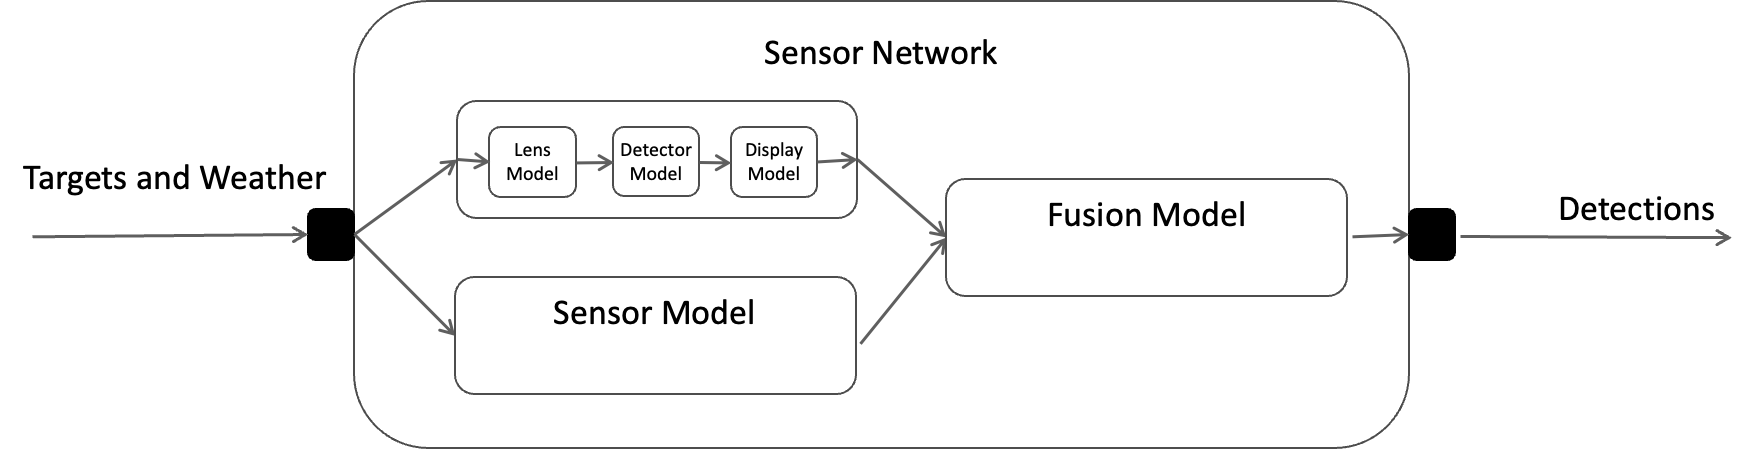 Sensor Network
Targets and Weather
Lens
Model
Detector
Model
Display
Model
Sensor Model
Fusion Model
Detections